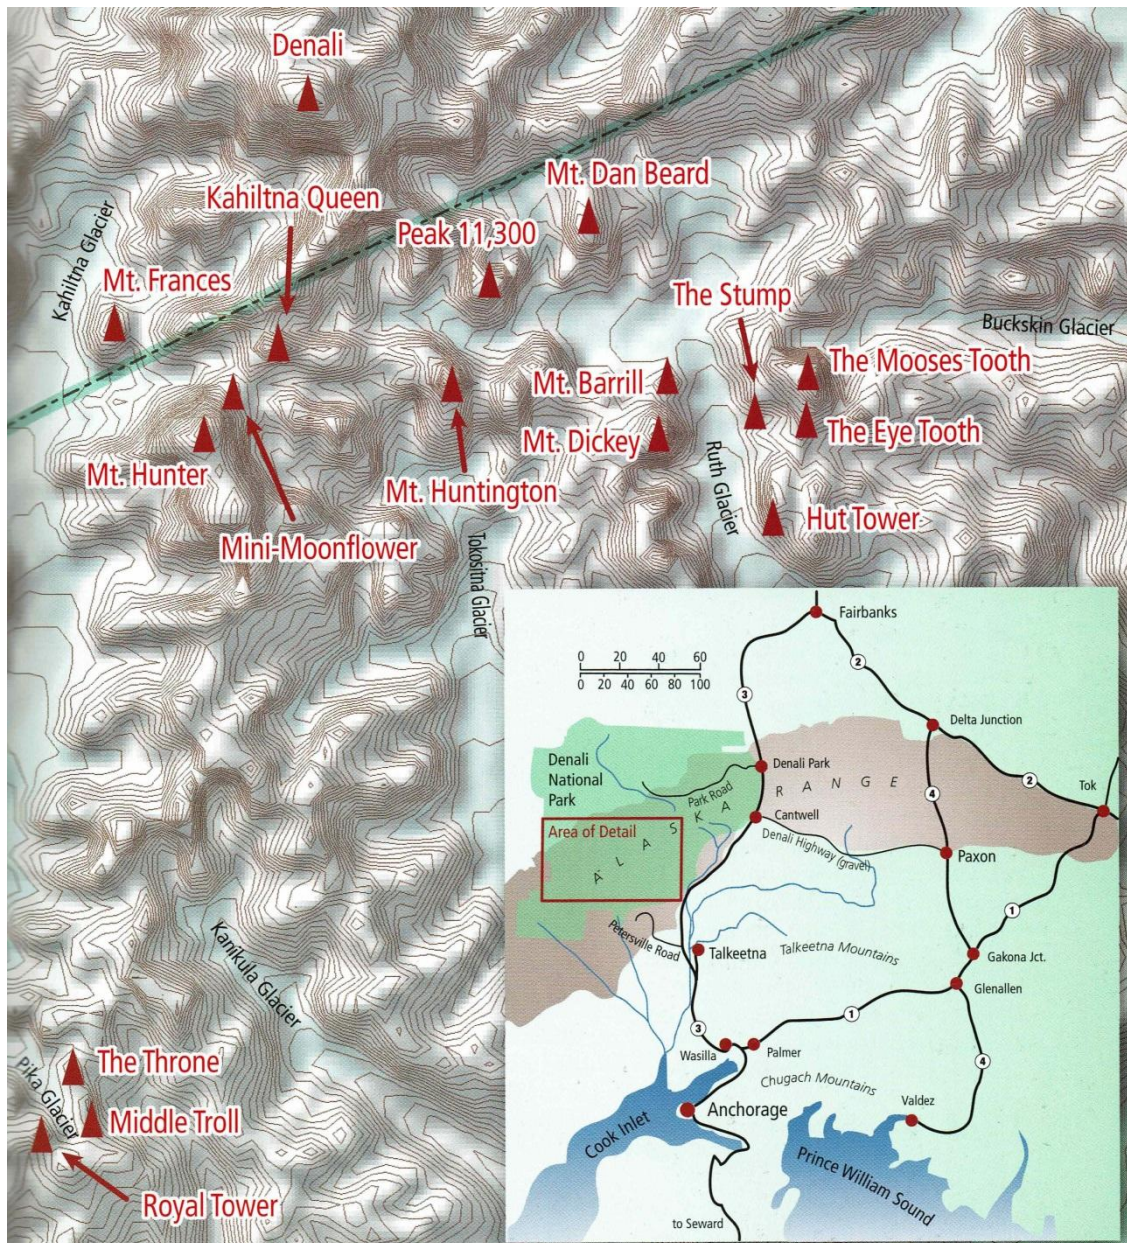 Denali
Mt. Dan Beard
Kahiltna Queen
Peak 11,300
Kahiltna Glacier
Mt. Frances
The Stump
Buckskin Glacier
The Mooses Tooth
Mt. Barrill
The Eye Tooth
Mt. Dickey
Mt. Hunter
Mt. Huntington
Ruth Glacier
Hut Tower
Mini-Moonflower
Tokositna Glacier
Kanikula Glacier
Pika Glacier
The Throne
Middle Troll
Royal Tower
Fairbanks
0 20 40 60
0 20 40 60 80 100
2
3
Delta Junction
Denali
National
Park
Denali Park
2
Tok
Park Road
ALASKA RANGE
4
Cantwell
Area of Detail
Denali Highway (gravel)
Paxon
1
Petersville Road
Talkeetna
Talkeetna Mountains
Gakona Jct.
Glenallen
3
1
Wasilla
Palmer
4
Chugach Mountains
Anchorage
Valdez
Cook Inlet
Prince William Sound
to Seward